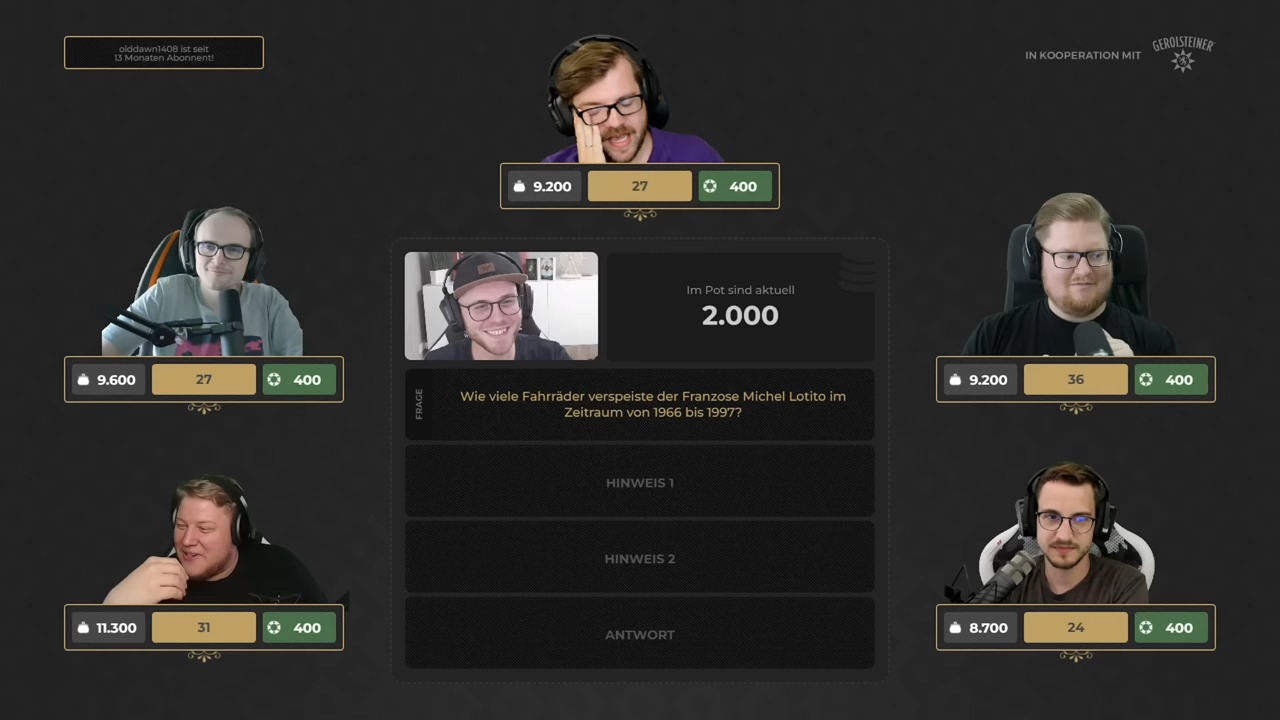 olddawn1408 ist seit
13 Monaten Abonnent!
IN KOOPERATION MIT
GEROLSTEINER
9.200
27
400
9.600
27
400
9.200
36
400
Im Pot sind aktuell
2.000
FRAGE
Wie viele Fahrräder verspeiste der Franzose Michel Lotito im
Zeitraum von 1966 bis 1997?
HINWEIS 1
HINWEIS 2
ANTWORT
11.300
31
400
8.700
24
400